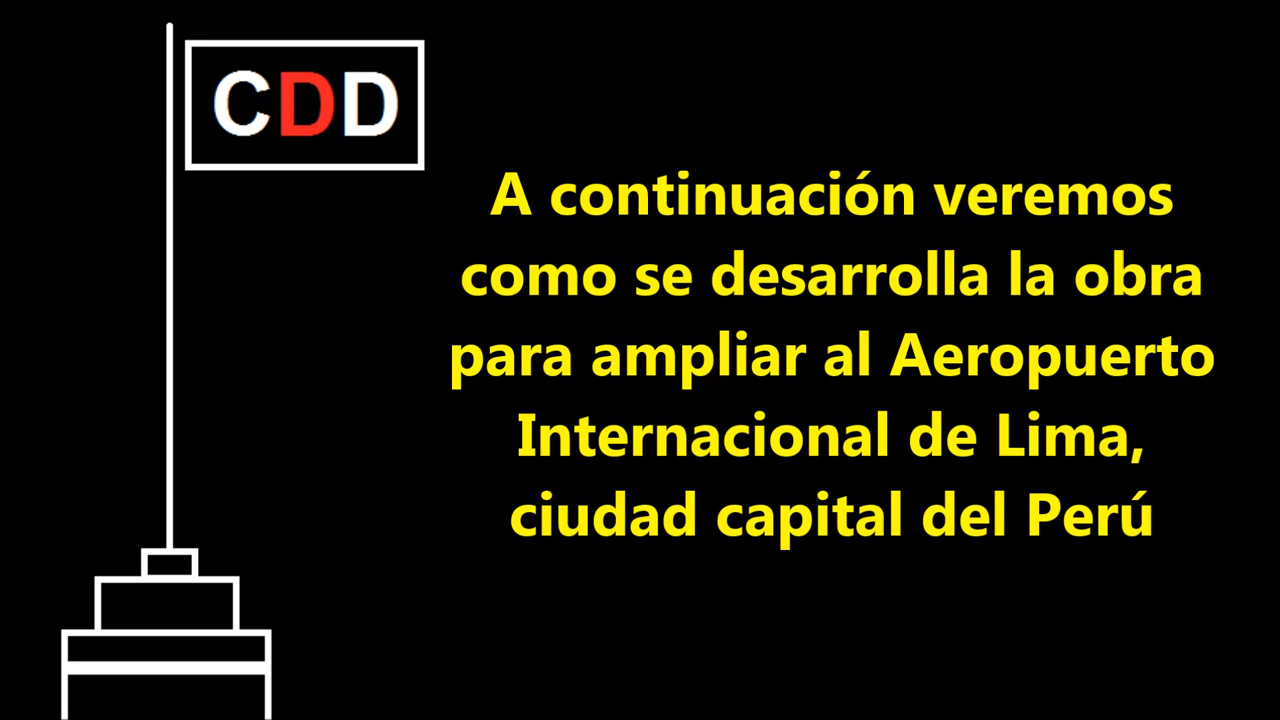 CDD
A continuación veremos
como se desarrolla la obra
para ampliar al Aeropuerto
Internacional de Lima,
ciudad capital del Perú